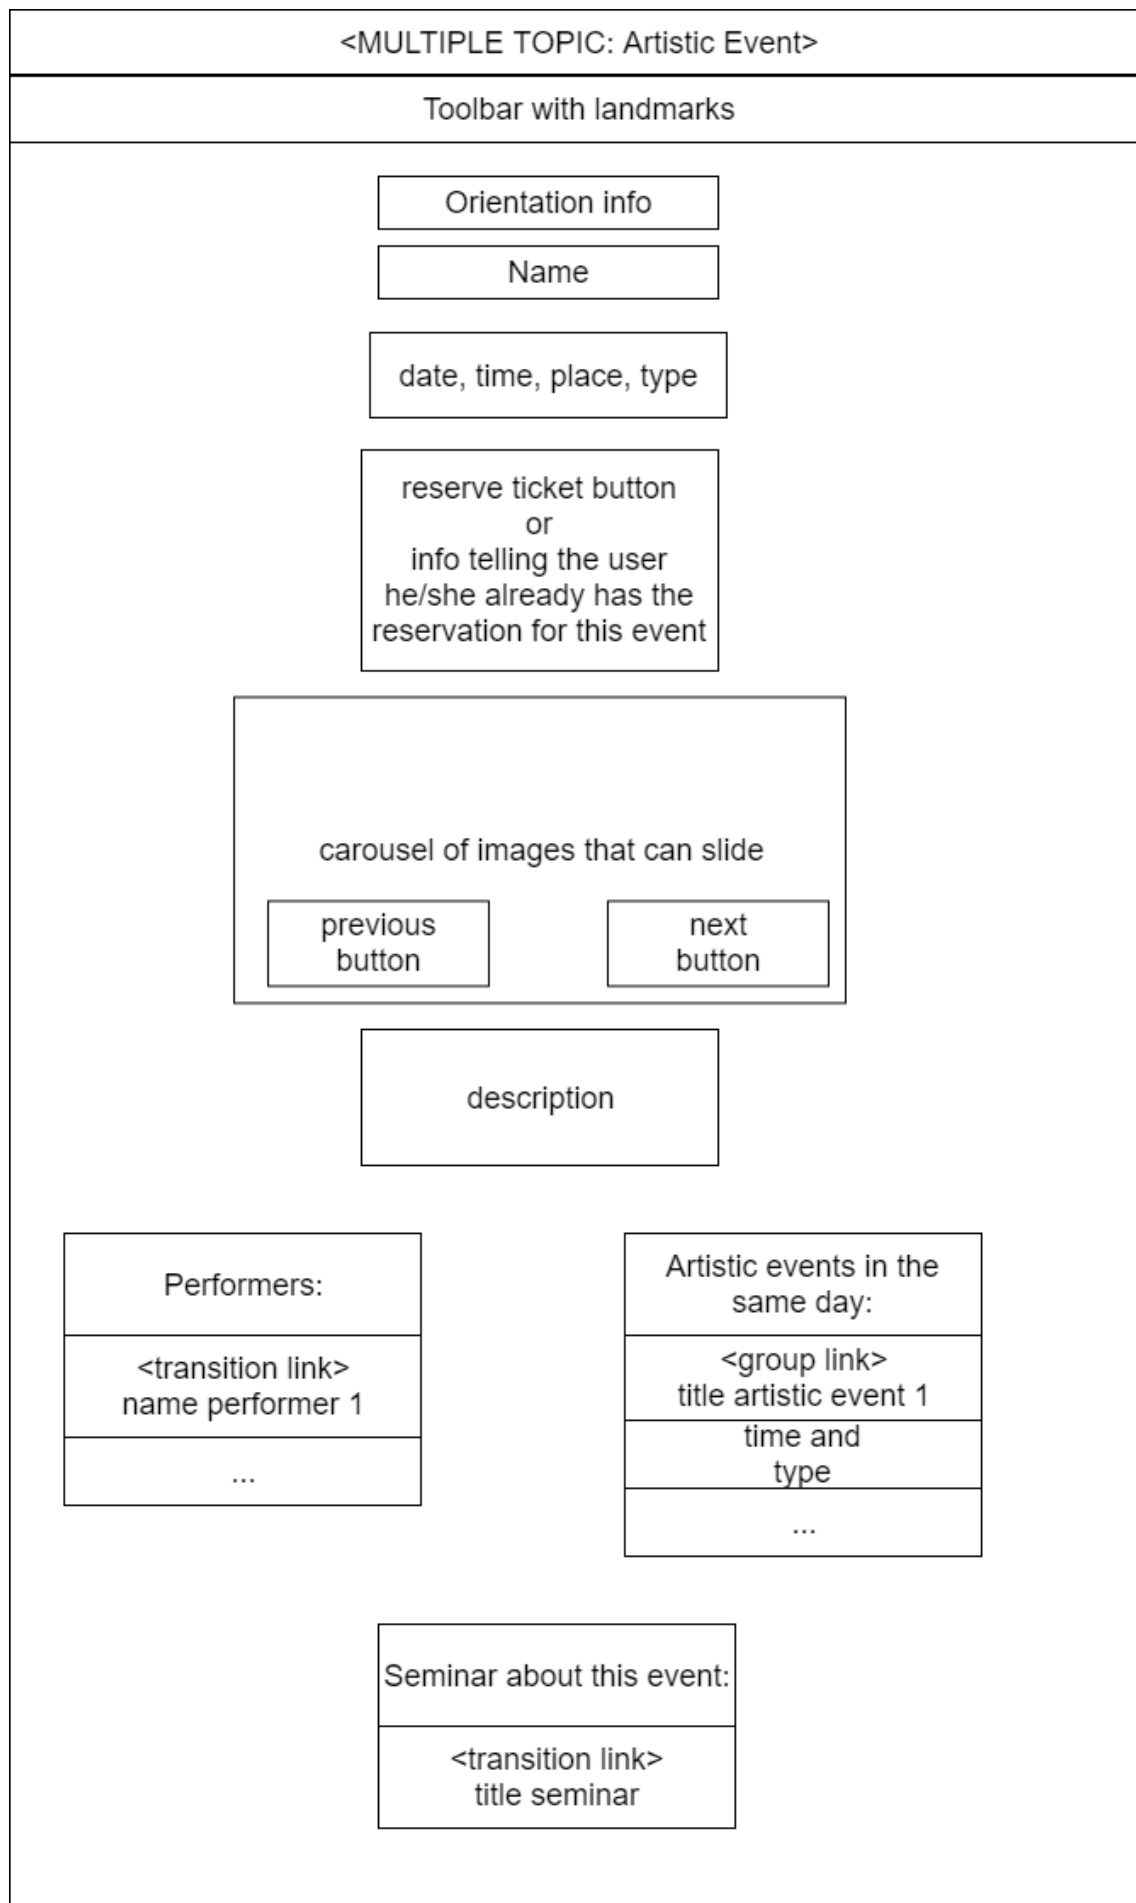 <MULTIPLE TOPIC: Artistic Event>
Toolbar with landmarks
Orientation info
Name
date, time, place, type
reserve ticket button
or
info telling the user
he/she already has the
reservation for this event
carousel of images that can slide
previous
button
next
button
description
Performers:
<transition link>
name performer 1
...
Artistic events in the
same day:
<group link>
title artistic event 1
time and
type
...
Seminar about this event:
<transition link>
title seminar